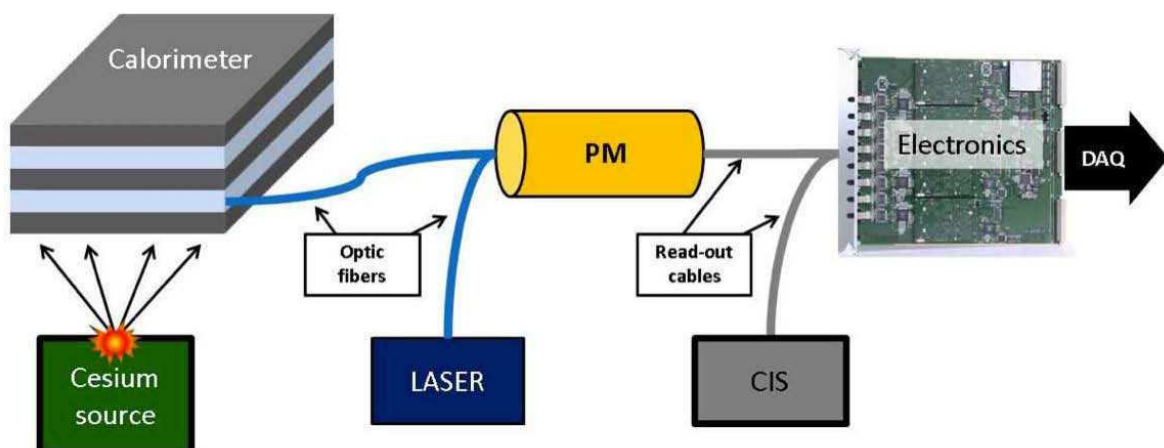 Calorimeter
PM
Electronics
DAQ
Optic
fibers
Read-out
cables
Cesium
source
LASER
CIS